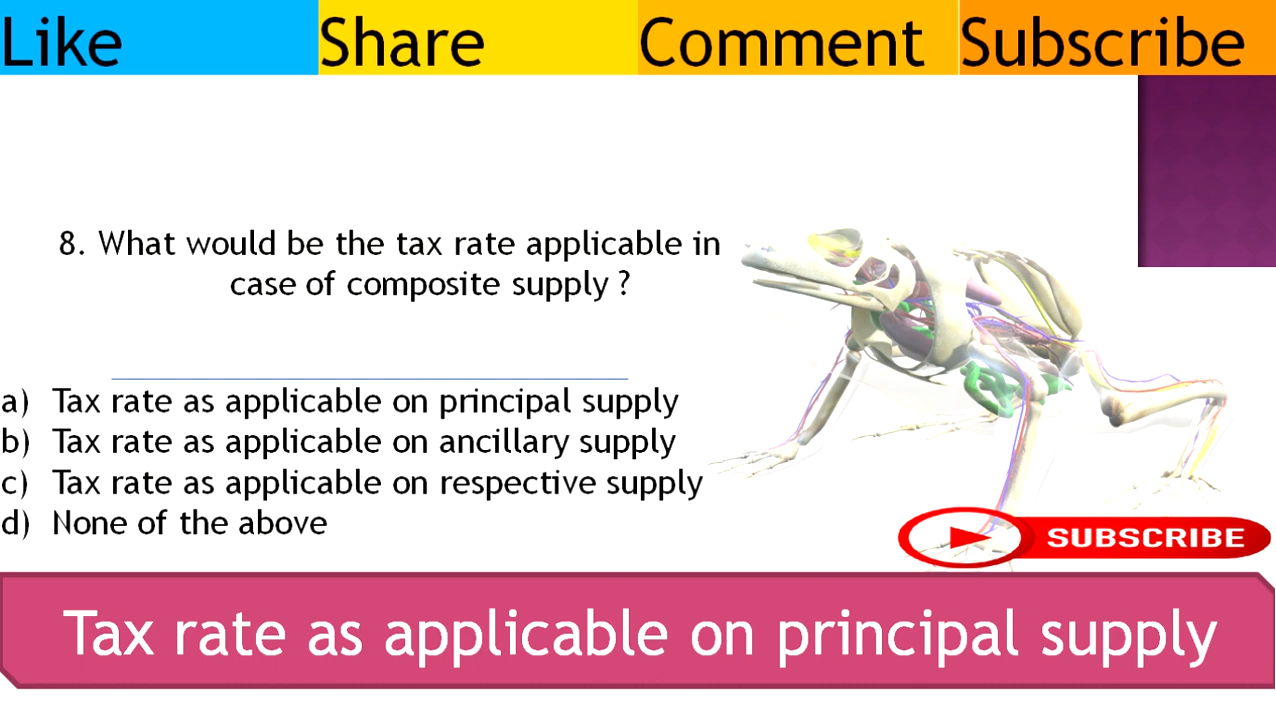 Like Share Comment Subscribe
8. What would be the tax rate applicable in
case of composite supply ?
a) Tax rate as applicable on principal supply
b) Tax rate as applicable on ancillary supply
c) Tax rate as applicable on respective supply
d) None of the above
SUBSCRIBE
Tax rate as applicable on principal supply